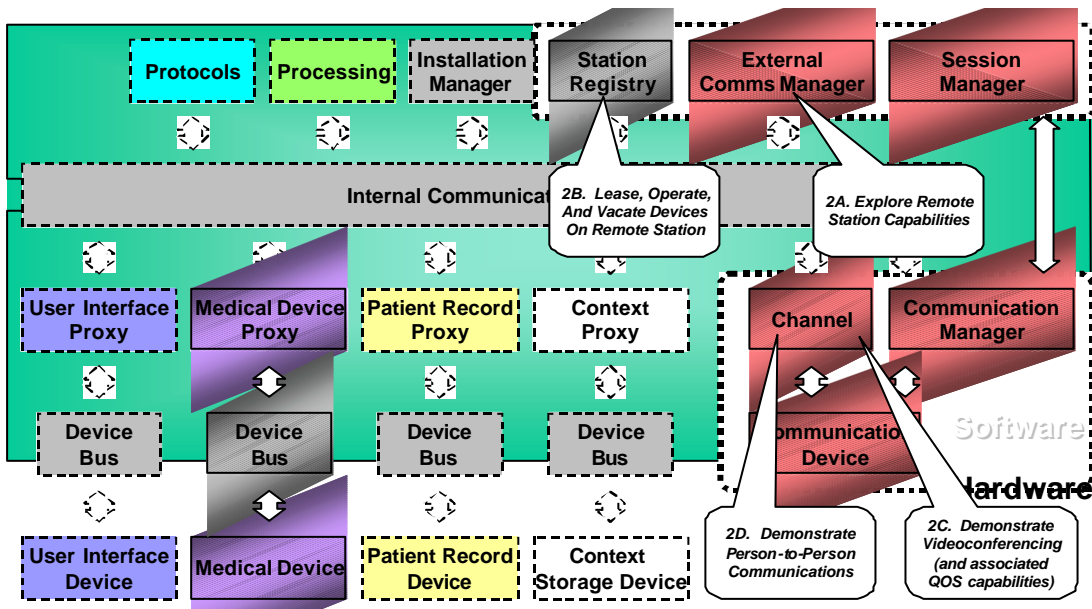 Protocols
Processing
Installation
Manager
Station
Registry
External
Comms Manager
Session
Manager
Internal Communicat
2B. Lease, Operate,
And Vacate Devices
On Remote Station
2A. Explore Remote
Station Capabilities
User Interface
Proxy
Medical Device
Proxy
Patient Record
Proxy
Context
Proxy
Channel
Communication
Manager
Device
Bus
Device
Bus
Device
Bus
Device
Bus
ommunication
Device
Software
Hardware
User Interface
Device
Medical Device
Patient Record
Device
Context
Storage Device
2D. Demonstrate
Person-to-Person
Communications
2C. Demonstrate
Videoconferencing
(and associated
QOS capabilities)